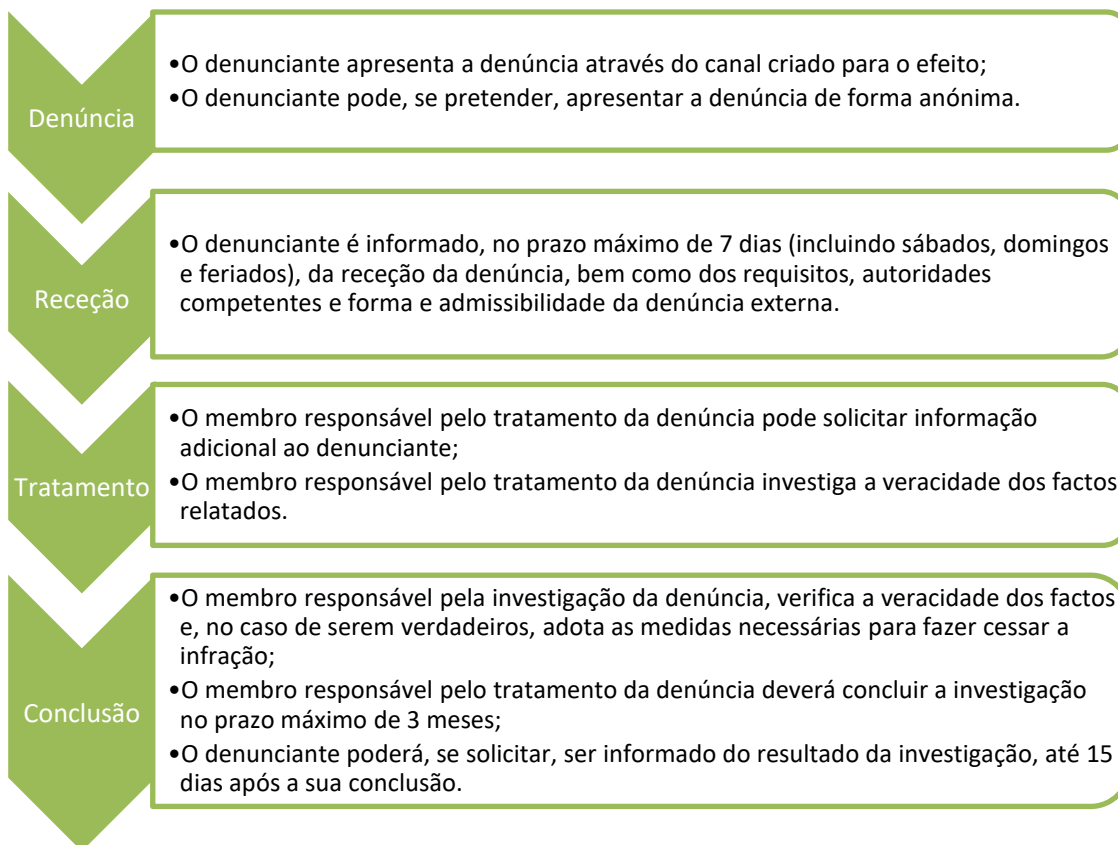 Denúncia
•O denunciante apresenta a denúncia através do canal criado para o efeito;
•O denunciante pode, se pretender, apresentar a denúncia de forma anónima.
Receção
•O denunciante é informado, no prazo máximo de 7 dias (incluindo sábados, domingos
e feriados), da receção da denúncia, bem como dos requisitos, autoridades
competentes e forma e admissibilidade da denúncia externa.
Tratamento
•O membro responsável pelo tratamento da denúncia pode solicitar informação
adicional ao denunciante;
•O membro responsável pelo tratamento da denúncia investiga a veracidade dos factos
relatados.
Conclusão
•O membro responsável pela investigação da denúncia, verifica a veracidade dos factos
e, no caso de serem verdadeiros, adota as medidas necessárias para fazer cessar a
infração;
•O membro responsável pelo tratamento da denúncia deverá concluir a investigação
no prazo máximo de 3 meses;
•O denunciante poderá, se solicitar, ser informado do resultado da investigação, até 15
dias após a sua conclusão.